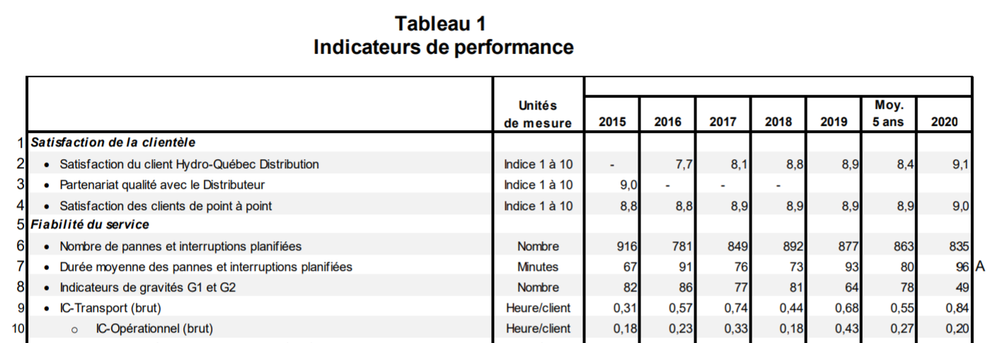 Tableau 1
Indicateurs de performance
Unités de mesure 2015 2016 2017 2018 2019 Moy. 5 ans 2020
1 Satisfaction de la clientèle
2 • Satisfaction du client Hydro-Québec Distribution Indice 1 à 10 - 7,7 8,1 8,8 8,9 8,4 9,1
3 • Partenariat qualité avec le Distributeur Indice 1 à 10 9,0 - - -
4 • Satisfaction des clients de point à point Indice 1 à 10 8,8 8,8 8,9 8,9 8,9 8,9 9,0
5 Fiabilité du service
6 • Nombre de pannes et interruptions planifiées Nombre 916 781 849 892 877 863 835
7 • Durée moyenne des pannes et interruptions planifiées Minutes 67 91 76 73 93 80 96 A
8 • Indicateurs de gravités G1 et G2 Nombre 82 86 77 81 64 78 49
9 • IC-Transport (brut) Heure/client 0,31 0,57 0,74 0,44 0,68 0,55 0,84
10 o IC-Opérationnel (brut) Heure/client 0,18 0,23 0,33 0,18 0,43 0,27 0,20